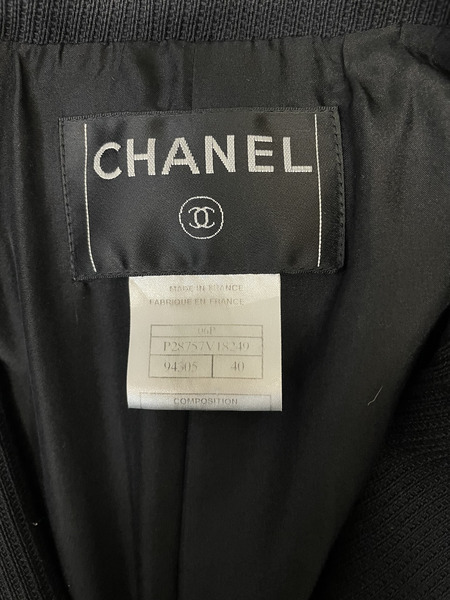 CHANEL
MADE IN FRANCE
FABRIQUE EN FRANCE
06P
P28757V18249
94305 40
COMPOSITION